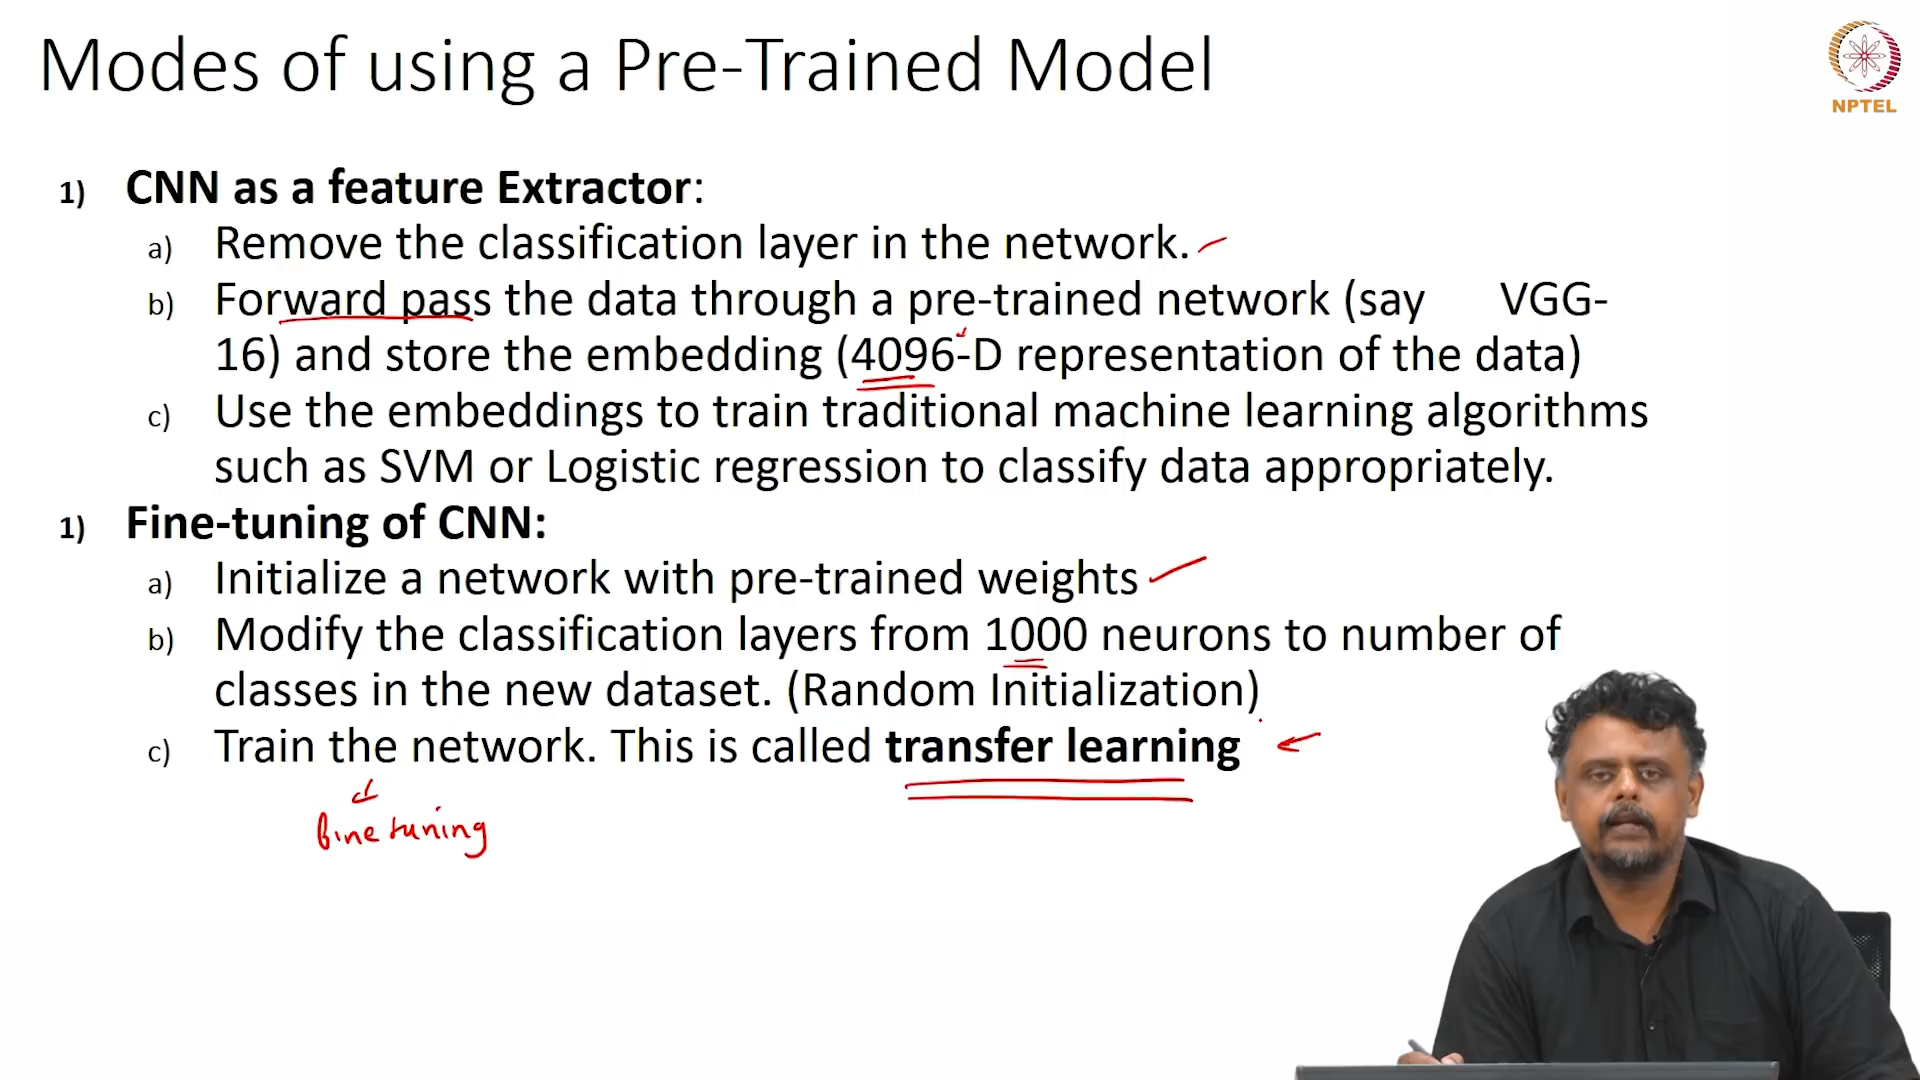 Modes of using a Pre-Trained Model
NPTEL
1) CNN as a feature Extractor:
a) Remove the classification layer in the network.
b) Forward pass the data through a pre-trained network (say VGG-
16) and store the embedding (4096-D representation of the data)
c) Use the embeddings to train traditional machine learning algorithms
such as SVM or Logistic regression to classify data appropriately.
1) Fine-tuning of CNN:
a) Initialize a network with pre-trained weights
b) Modify the classification layers from 1000 neurons to number of
classes in the new dataset. (Random Initialization)
c) Train the network. This is called transfer learning
fine tuning